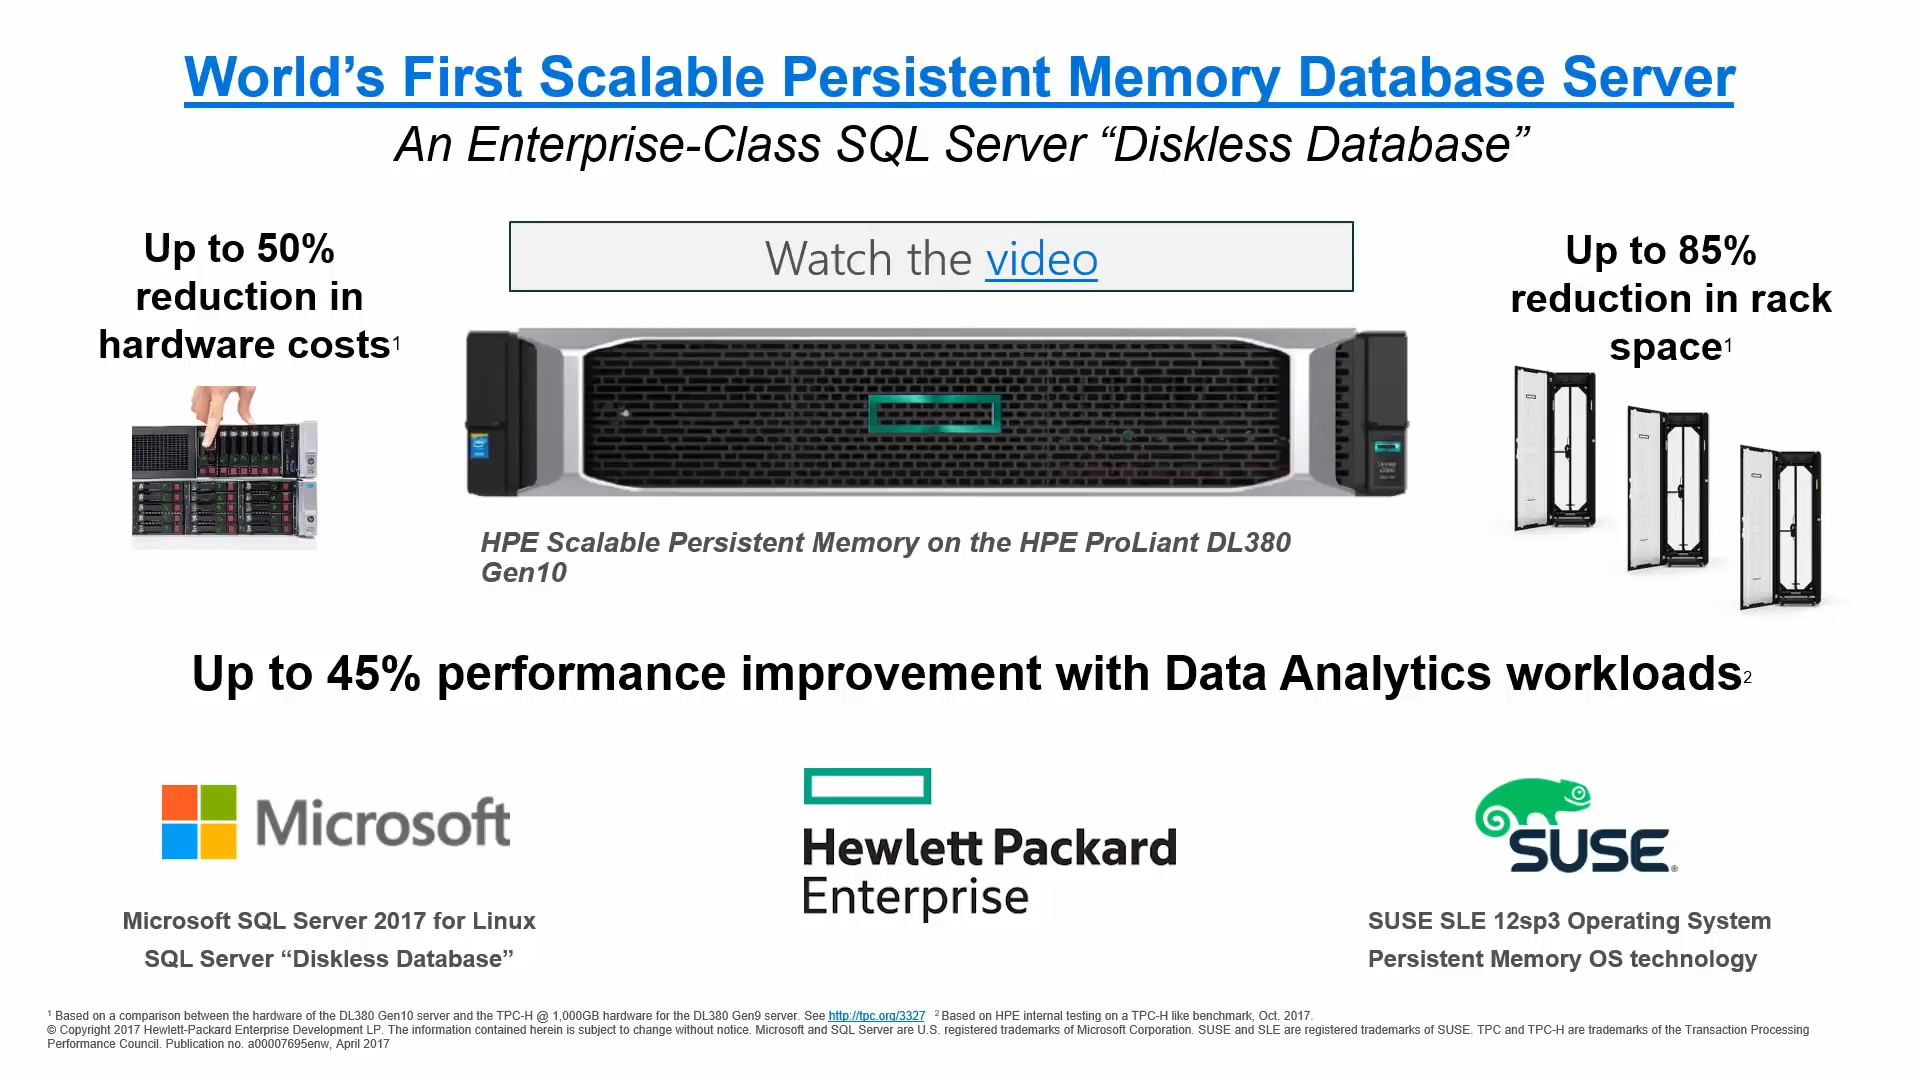 World’s First Scalable Persistent Memory Database Server
An Enterprise-Class SQL Server “Diskless Database”
Up to 50%
reduction in
hardware costs1
Watch the video
Up to 85%
reduction in rack
space1
HPE Scalable Persistent Memory on the HPE ProLiant DL380
Gen10
Up to 45% performance improvement with Data Analytics workloads2
Microsoft
Hewlett Packard
Enterprise
SUSE®
Microsoft SQL Server 2017 for Linux
SQL Server “Diskless Database”
SUSE SLE 12sp3 Operating System
Persistent Memory OS technology
1 Based on a comparison between the hardware of the DL380 Gen10 server and the TPC-H @ 1,000GB hardware for the DL380 Gen9 server. See http://tpc.org/3327 2 Based on HPE internal testing on a TPC-H like benchmark, Oct. 2017.
© Copyright 2017 Hewlett-Packard Enterprise Development LP. The information contained herein is subject to change without notice. Microsoft and SQL Server are U.S. registered trademarks of Microsoft Corporation. SUSE and SLE are registered trademarks of SUSE. TPC and TPC-H are trademarks of the Transaction Processing
Performance Council. Publication no. a00007695enw, April 2017